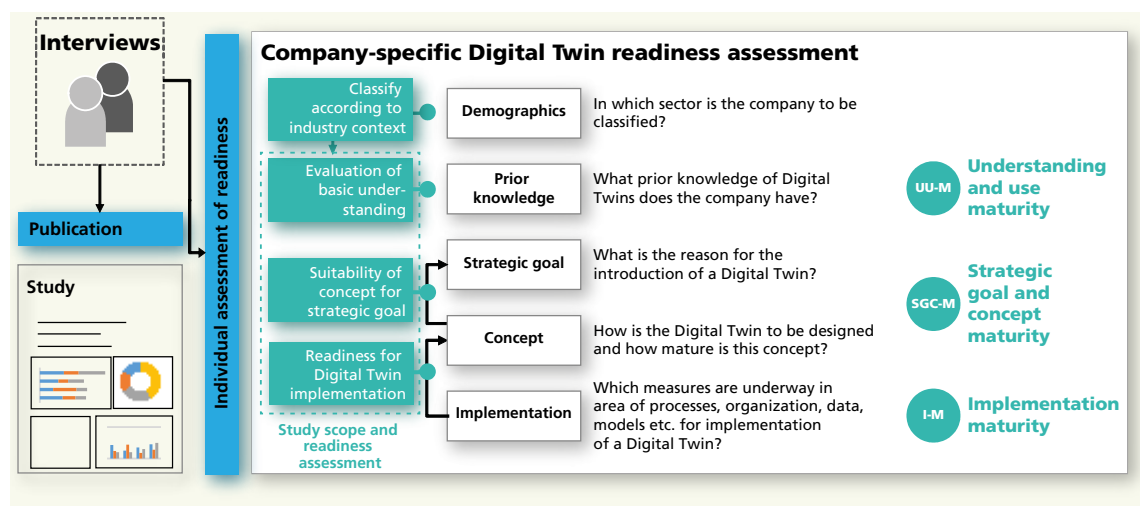 Interviews
Publication
Study
Individual assessment of readiness
Company-specific Digital Twin readiness assessment
Classify
according to
industry context
Demographics
In which sector is the company to be
classified?
Evaluation of
basic under-
standing
Prior
knowledge
What prior knowledge of Digital
Twins does the company have?
UU-M
Understanding
and use
maturity
Suitability of
concept for
strategic goal
Strategic goal
What is the reason for the
introduction of a Digital Twin?
SGC-M
Strategic
goal and
concept
maturity
Concept
How is the Digital Twin to be designed
and how mature is this concept?
Readiness for
Digital Twin
implementation
Implementation
Which measures are underway in
area of processes, organization, data,
models etc. for implementation
of a Digital Twin?
I-M
Implementation
maturity
Study scope and
readiness
assessment